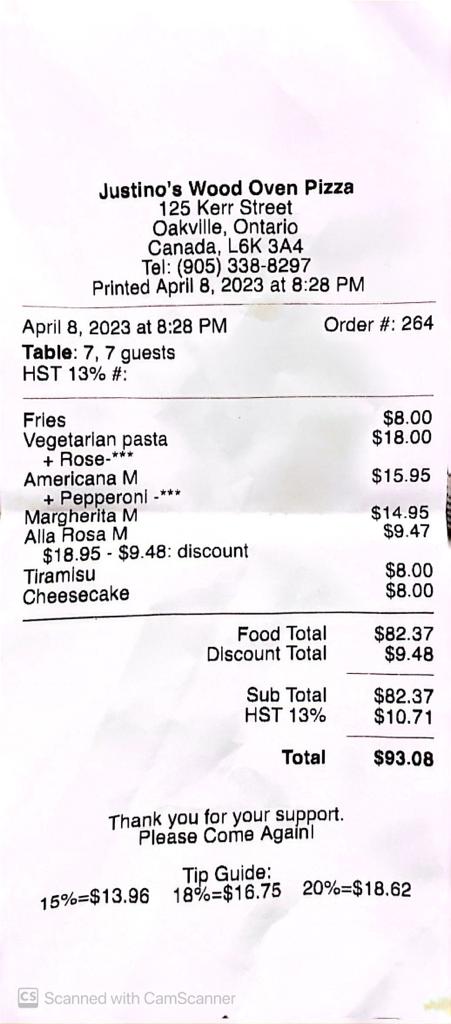 Justino's Wood Oven Pizza
125 Kerr Street
Oakville, Ontario
Canada, L6K 3A4
Tel: (905) 338-8297
Printed April 8, 2023 at 8:28 PM
April 8, 2023 at 8:28 PM Order #: 264
Table: 7, 7 guests
HST 13% #:
Fries $8.00
Vegetarian pasta $18.00
+ Rose-***
Americana M $15.95
+ Pepperoni -***
Margherita M $14.95
Alla Rosa M $9.47
$18.95 - $9.48: discount
Tiramisu $8.00
Cheesecake $8.00
Food Total $82.37
Discount Total $9.48
Sub Total $82.37
HST 13% $10.71
Total $93.08
Thank you for your support.
Please Come Again!
Tip Guide:
15%=$13.96 18%=$16.75 20%=$18.62
CS Scanned with CamScanner